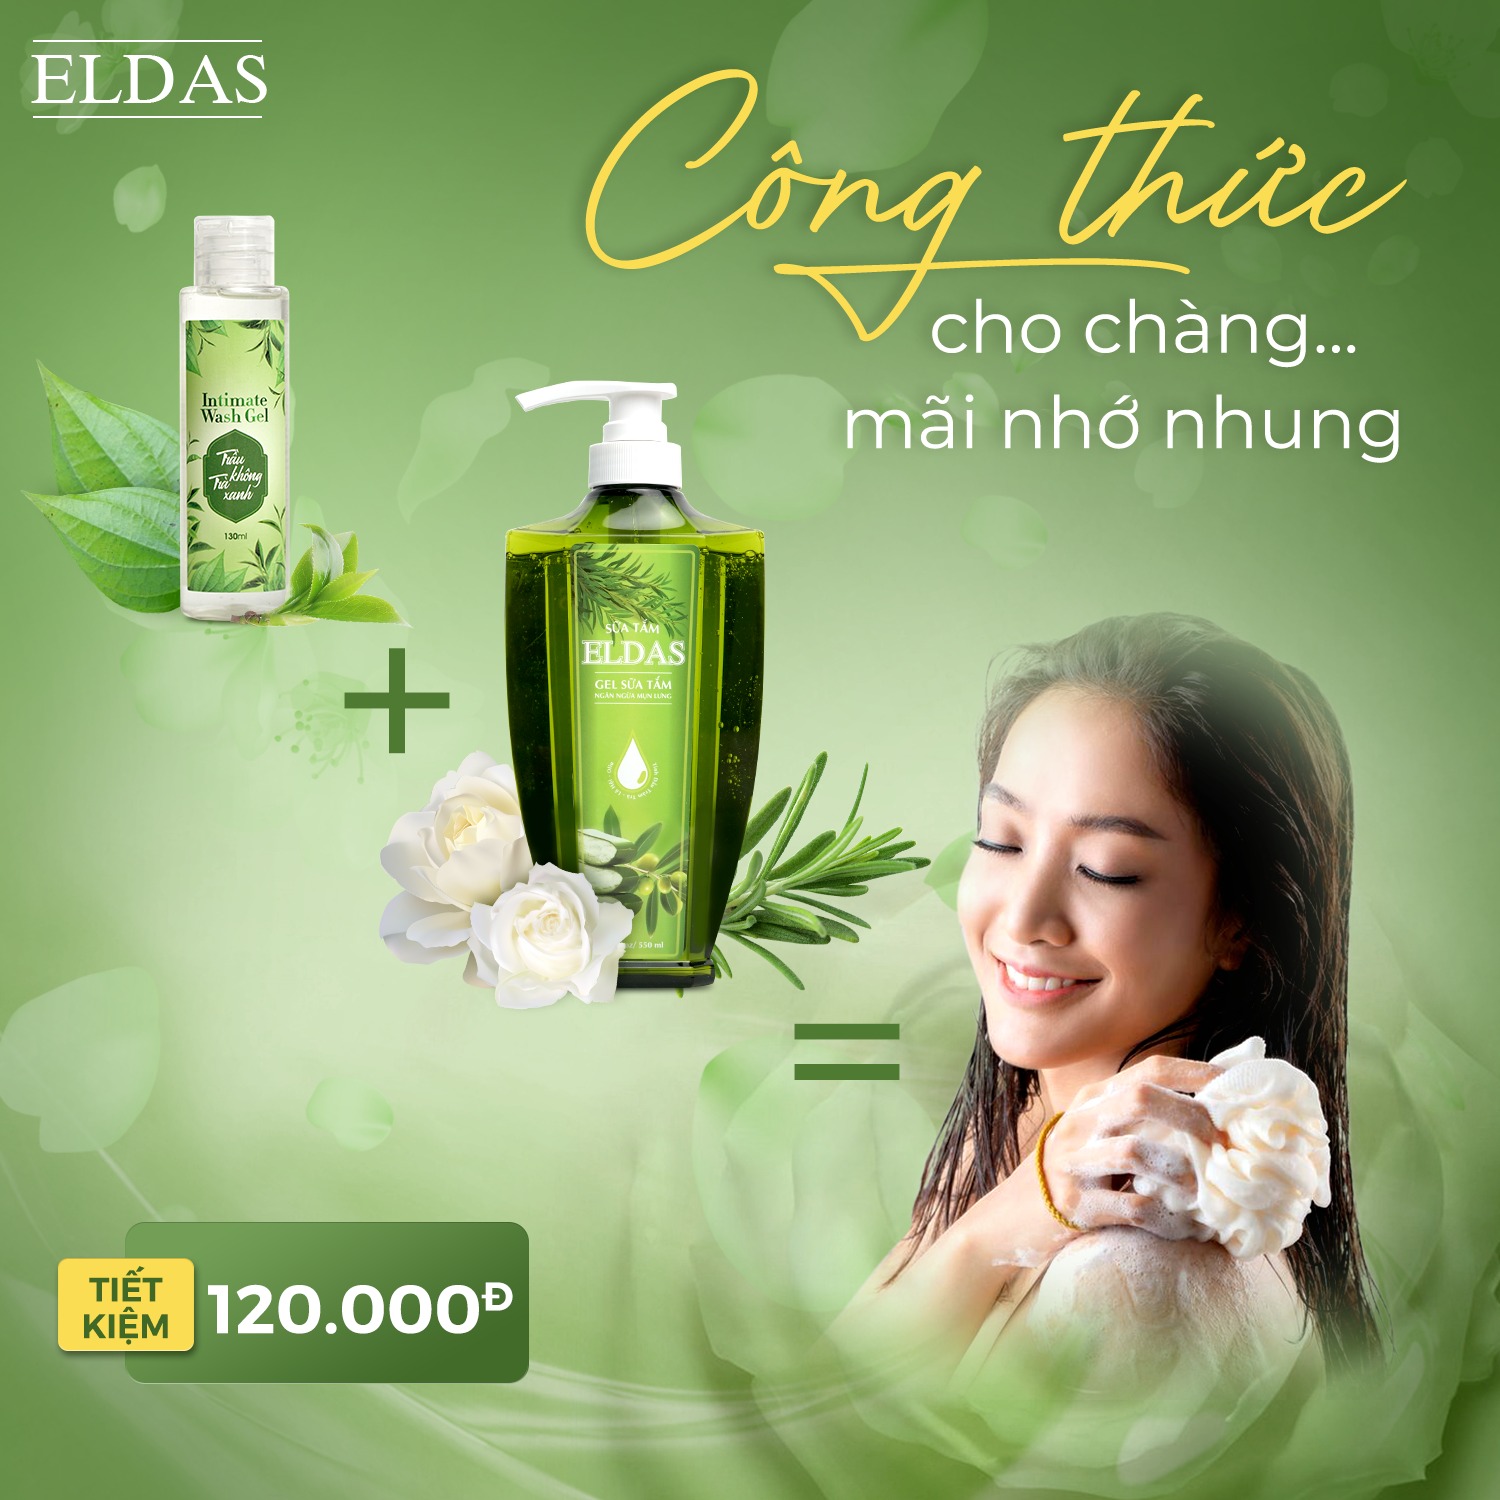 ELDAS
Công thức
cho chàng...
mãi nhớ nhung
Intimate
Wash Gel
Trầu
không
Trà
xanh
130ml
SỮA TẮM
ELDAS
GEL SỮA TẮM
NGĂN NGỪA MỤN LƯNG
oz/ 550 ml
TIẾT
KIỆM
120.000Đ